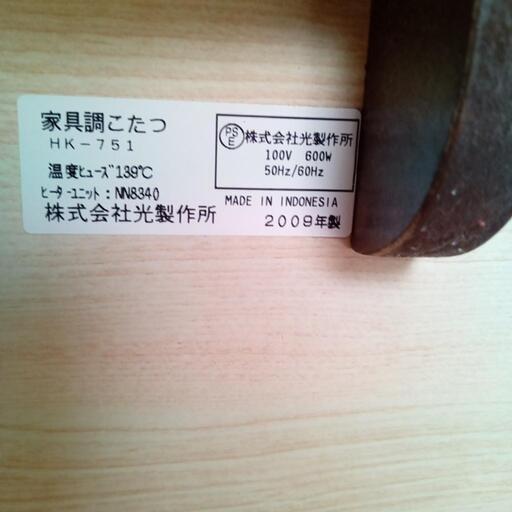 家具調こたつ
HK-751
温度ヒューズ139℃
ヒーターユニット:NN8340
株式会社光製作所
PSE 株式会社光製作所
100V 600W
50Hz/60Hz
MADE IN INDONESIA
2009年製